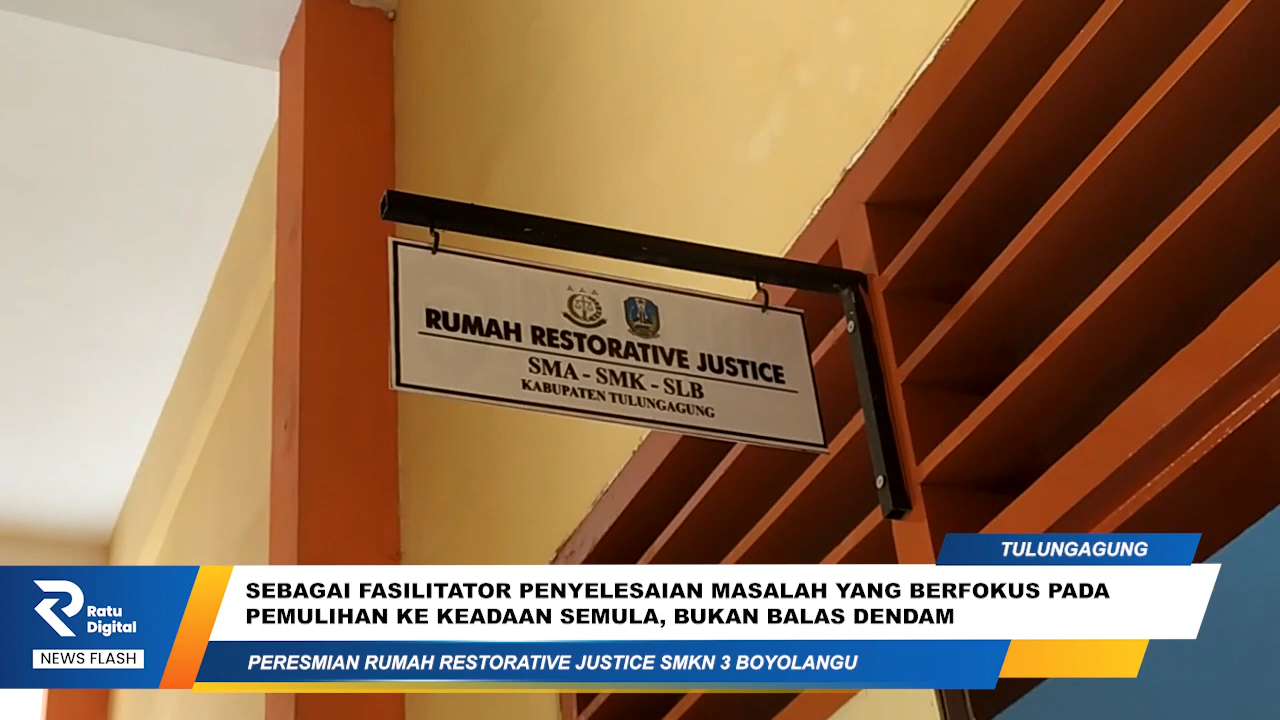 RUMAH RESTORATIVE JUSTICE
SMA - SMK - SLB
KABUPATEN TULUNGAGUNG
TULUNGAGUNG
SEBAGAI FASILITATOR PENYELESAIAN MASALAH YANG BERFOKUS PADA
PEMULIHAN KE KEADAAN SEMULA, BUKAN BALAS DENDAM
Ratu
Digital
NEWS FLASH
PERESMIAN RUMAH RESTORATIVE JUSTICE SMKN 3 BOYOLANGU